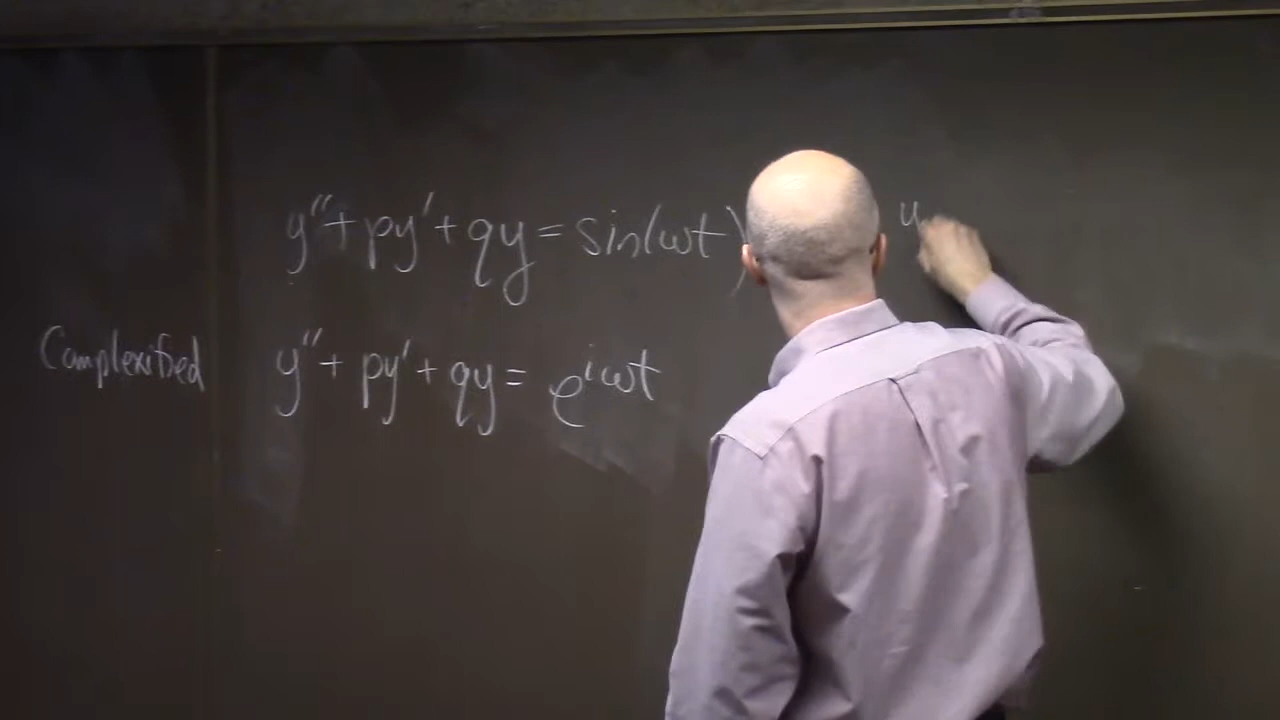 y'' + py' + qy = sin(ωt) y
Complexified y'' + py' + qy = e^{iωt}